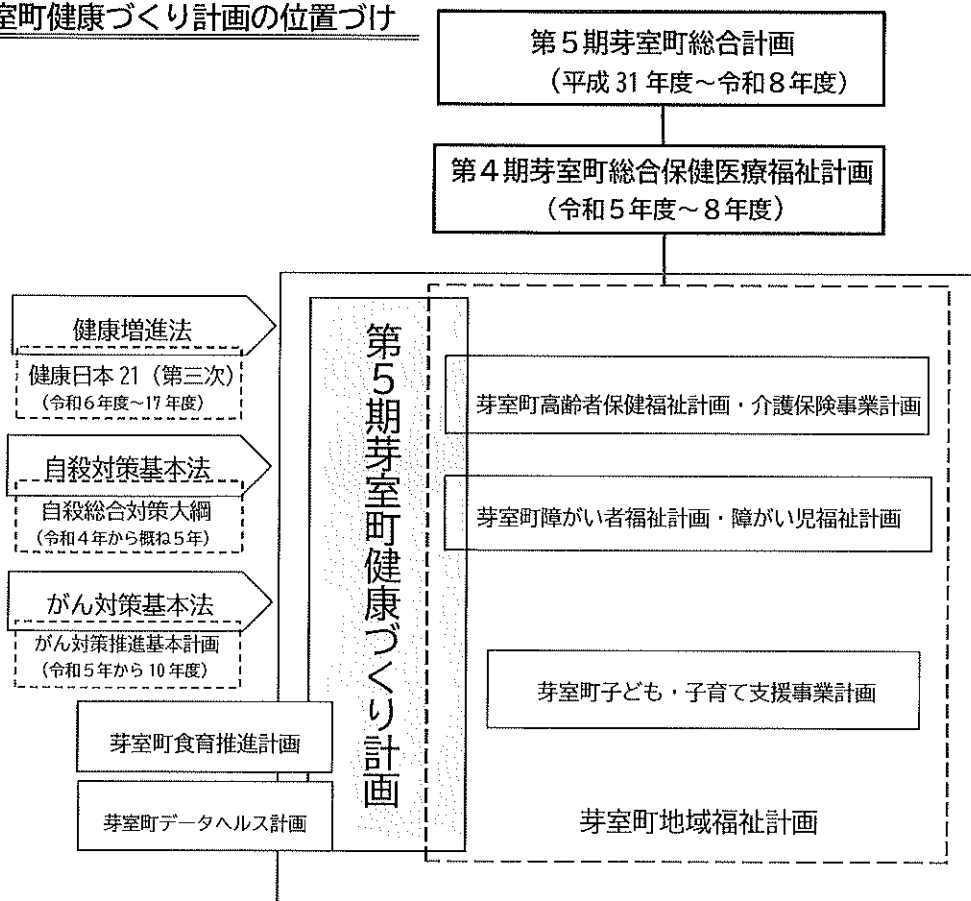 室町健康づくり計画の位置づけ
第5期芽室町総合計画
（平成31年度～令和8年度）
第4期芽室町総合保健医療福祉計画
（令和5年度～8年度）
健康増進法
健康日本21（第三次）
（令和6年度～17年度）
自殺対策基本法
自殺総合対策大綱
（令和4年から概ね5年）
がん対策基本法
がん対策推進基本計画
（令和5年から10年度）
芽室町食育推進計画
芽室町データヘルス計画
第5期芽室町健康づくり計画
芽室町高齢者保健福祉計画・介護保険事業計画
芽室町障がい者福祉計画・障がい児福祉計画
芽室町子ども・子育て支援事業計画
芽室町地域福祉計画